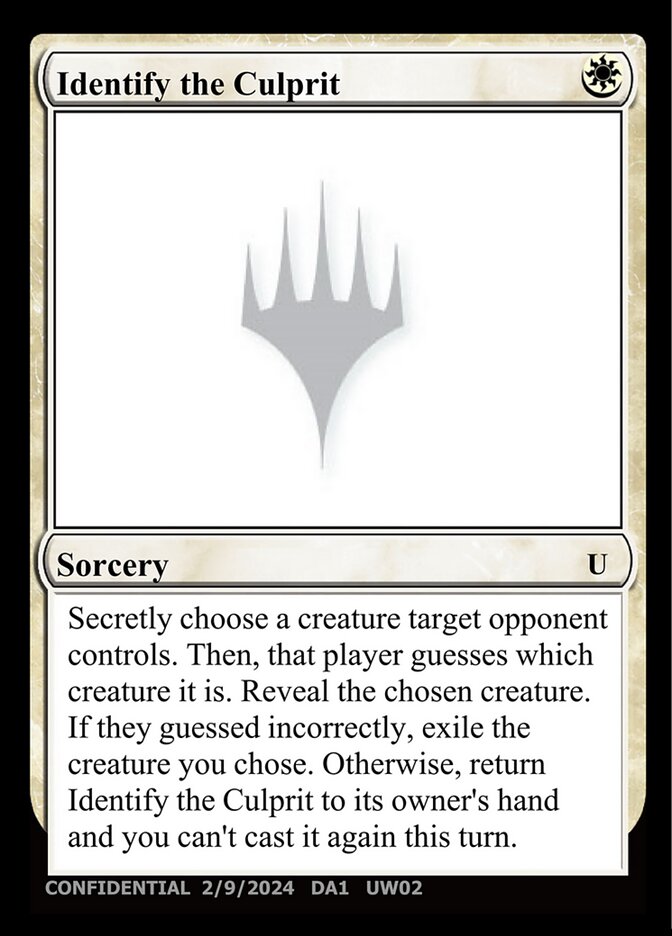 Identify the Culprit
Sorcery
U
Secretly choose a creature target opponent
controls. Then, that player guesses which
creature it is. Reveal the chosen creature.
If they guessed incorrectly, exile the
creature you chose. Otherwise, return
Identify the Culprit to its owner's hand
and you can't cast it again this turn.
CONFIDENTIAL 2/9/2024 DA1 UW02